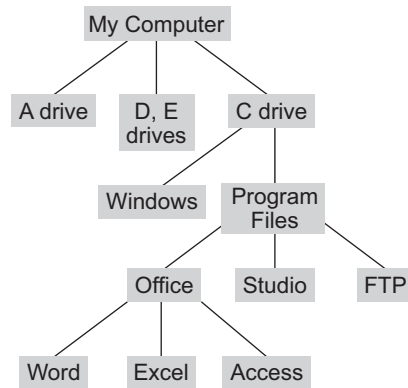 My Computer
A drive
D, E
drives
C drive
Windows
Program
Files
Office
Studio
FTP
Word
Excel
Access